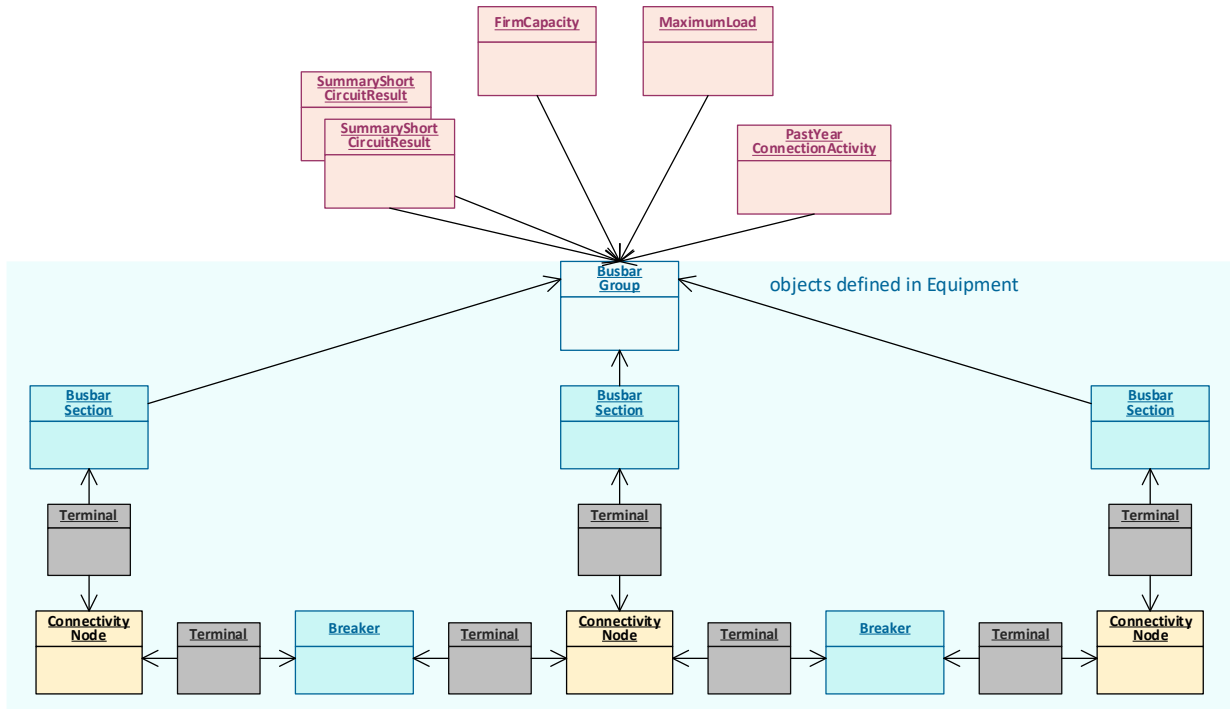 FirmCapacity
MaximumLoad
SummaryShort
CircuitResult
SummaryShort
CircuitResult
PastYear
ConnectionActivity
Busbar
Group
objects defined in Equipment
Busbar
Section
Busbar
Section
Busbar
Section
Terminal
Terminal
Terminal
Connectivity
Node
Terminal
Breaker
Terminal
Connectivity
Node
Terminal
Breaker
Terminal
Connectivity
Node